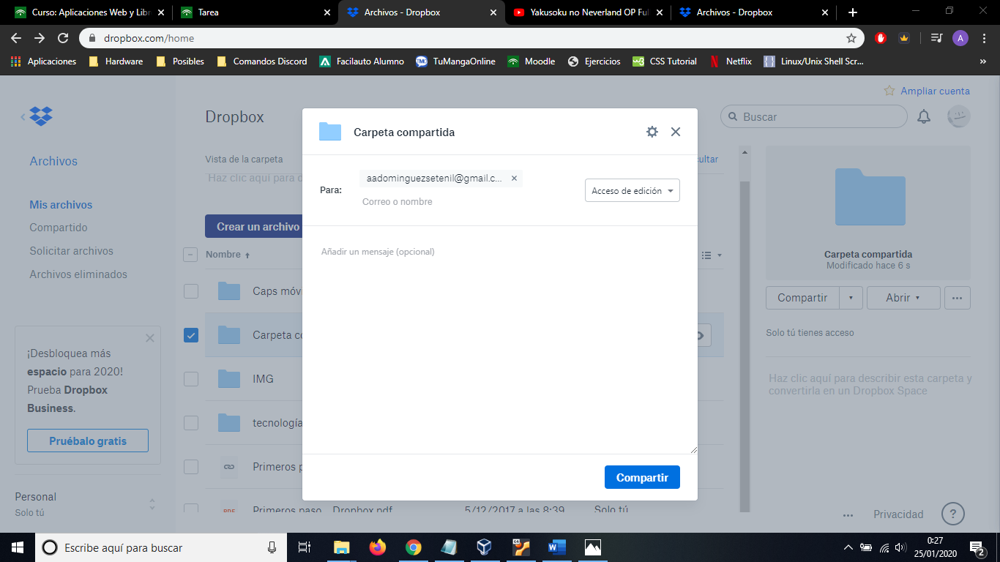 Curso: Aplicaciones Web y Libr
Tarea
Archivos - Dropbox
Yakusoku no Neverland OP Ful
Archivos - Dropbox
dropbox.com/home
A
Aplicaciones
Hardware
Posibles
Comandos Discord
Facilauto Alumno
TuMangaOnline
Moodle
Ejercicios
CSS Tutorial
Netflix
Linux/Unix Shell Scr...
»
Ampliar cuenta
Dropbox
Buscar
Archivos
Vista de la carpeta
cultar
Haz clic aquí para d
Mis archivos
Compartido
Solicitar archivos
Archivos eliminados
Crear un archivo
Nombre
Caps móv
Carpeta co
IMG
tecnología
Primeros p
Primeros paso
Dropbox.pdf
5/12/2017 a las 8:39
Solo tú
PDF
¡Desbloquea más
espacio para 2020!
Prueba Dropbox
Business.
Pruébalo gratis
Personal
Solo tú
Carpeta compartida
Para:
aadominguezsetenil@gmail.c...
Correo o nombre
Acceso de edición
Añadir un mensaje (opcional)
Compartir
Carpeta compartida
Modificado hace 6 s
Compartir
Abrir
Solo tú tienes acceso
Haz clic aquí para describir esta carpeta y
convertirla en un Dropbox Space
Privacidad
?
Escribe aquí para buscar
0:27
25/01/2020
2